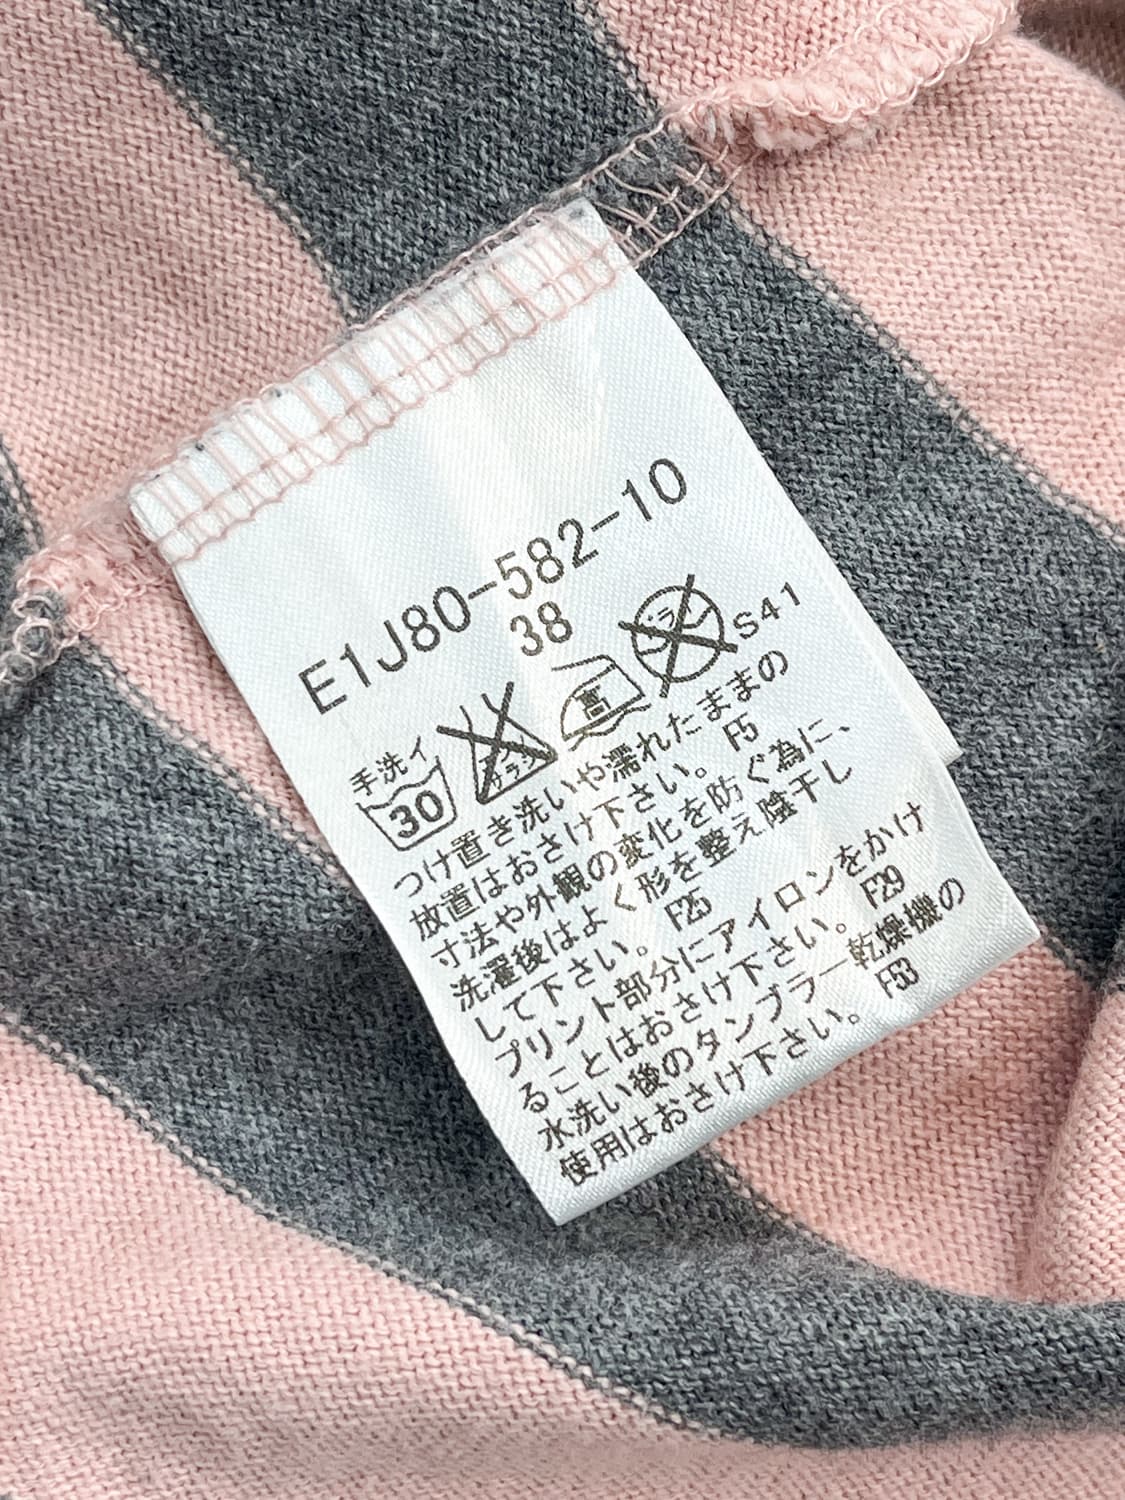 E1J80-582-10
38
手洗イ
30
エンソサラシ
高
ドライ
S41
つけ置き洗いや濡れたままの
放置はおさけ下さい。 F5
寸法や外観の変化を防ぐ為に、
洗濯後はよく形を整え陰干し
して下さい。 F25
プリント部分にアイロンをかけ
ることはおさけ下さい。 F29
水洗い後のタンブラー乾燥機の
使用はおさけ下さい。 F53